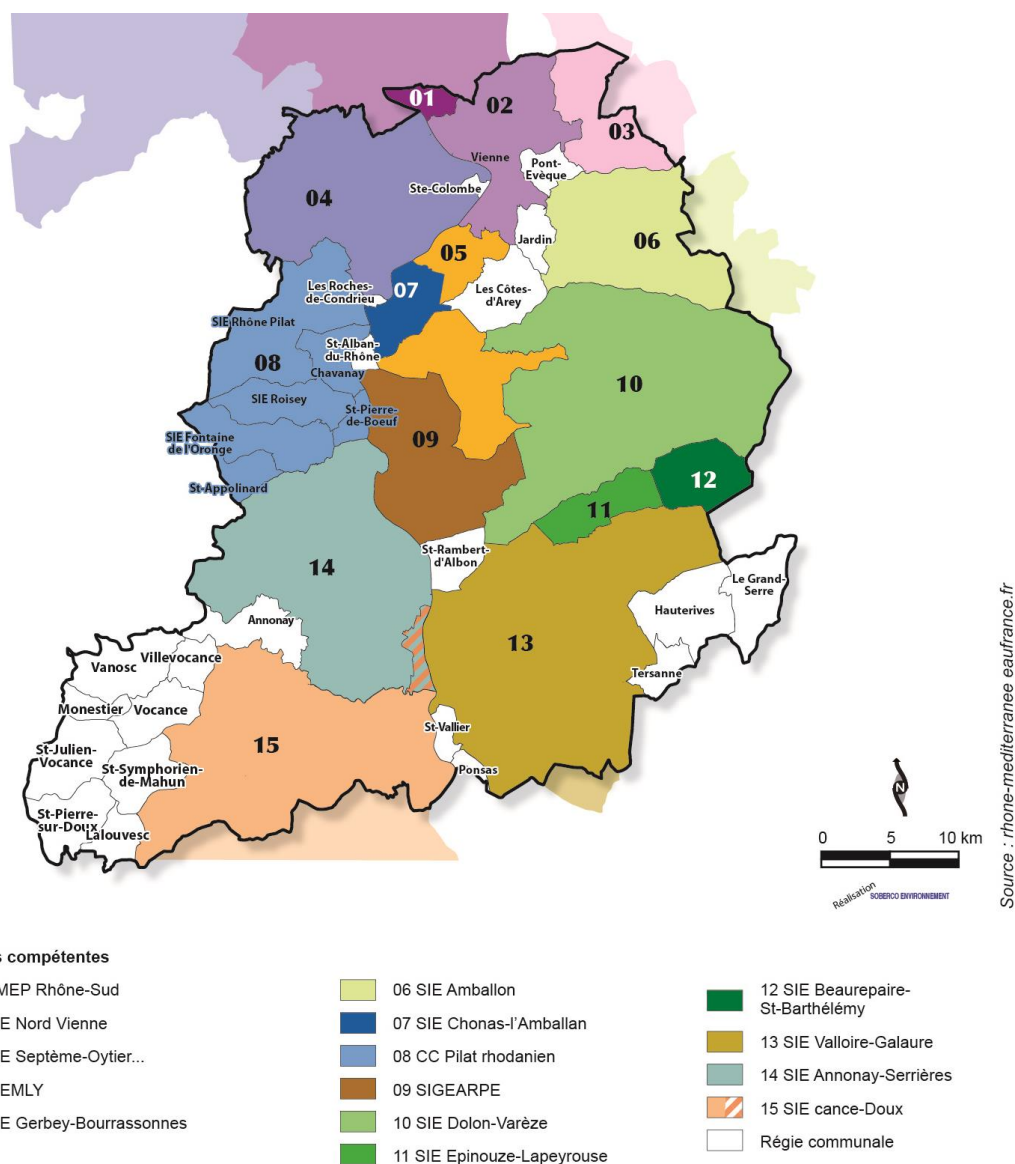 01
02
03
Vienne
Pont-
Evèque
Ste-Colombe
04
Jardin
05
06
Les Roches-
de-Condrieu
07
Les Côtes-
d'Arey
SIE Rhône Pilat
St-Alban-
du-Rhône
08
Chavanay
10
SIE Roisey
St-Pierre-
de-Boeuf
SIE Fontaine
de l'Oronge
09
St-Appolinard
12
11
St-Rambert-
d'Albon
14
Le Grand-
Serre
Hauterives
Annonay
13
Vanosc
Villevocance
Tersanne
Monestier
Vocance
St-Vallier
St-Julien-
Vocance
15
St-Symphorien-
de-Mahun
Ponsas
St-Pierre-
sur-Doux
Lalouvesc
N
0 5 10 km
Réalisation SOBERCO ENVIRONNEMENT
Source : rhone-mediterranee eaufrance.fr
s compétentes
MEP Rhône-Sud
E Nord Vienne
E Septème-Oytier...
EMLY
E Gerbey-Bourrassonnes
06 SIE Amballon
07 SIE Chonas-l'Amballan
08 CC Pilat rhodanien
09 SIGEARPE
10 SIE Dolon-Varèze
11 SIE Epinouze-Lapeyrouse
12 SIE Beaurepaire-
St-Barthélémy
13 SIE Valloire-Galaure
14 SIE Annonay-Serrières
15 SIE cance-Doux
Régie communale